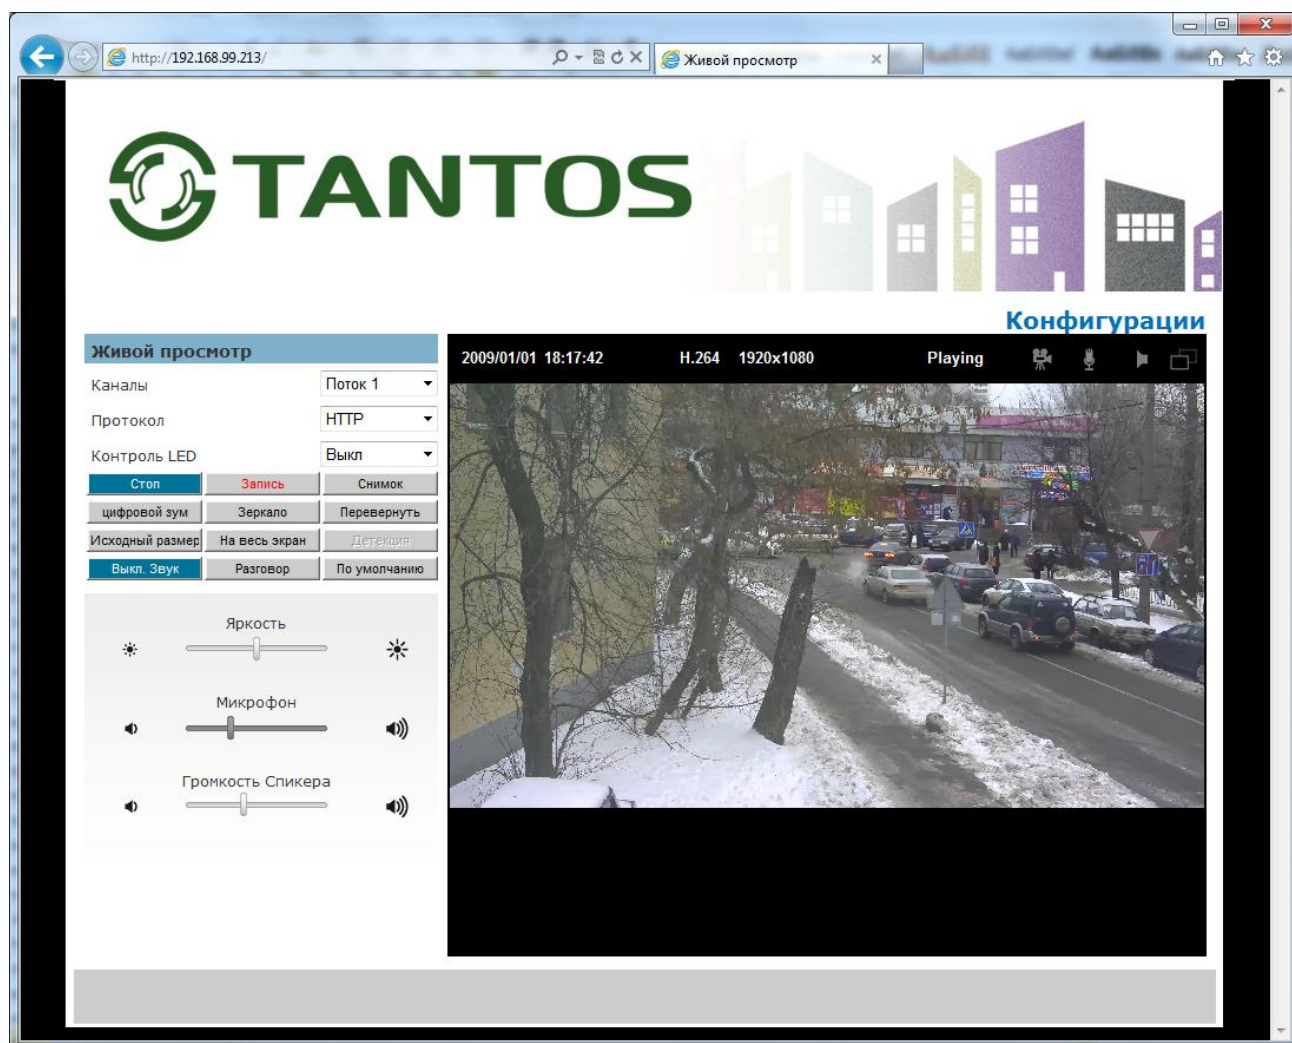 http://192.168.99.213/
Живой просмотр
TANTOS
Конфигурации
Живой просмотр
Каналы Поток 1
Протокол HTTP
Контроль LED Выкл
Стоп Запись Снимок
цифровой зум Зеркало Перевернуть
Исходный размер На весь экран Детекция
Выкл. Звук Разговор По умолчанию
Яркость
Микрофон
Громкость Спикера
2009/01/01 18:17:42 H.264 1920x1080 Playing